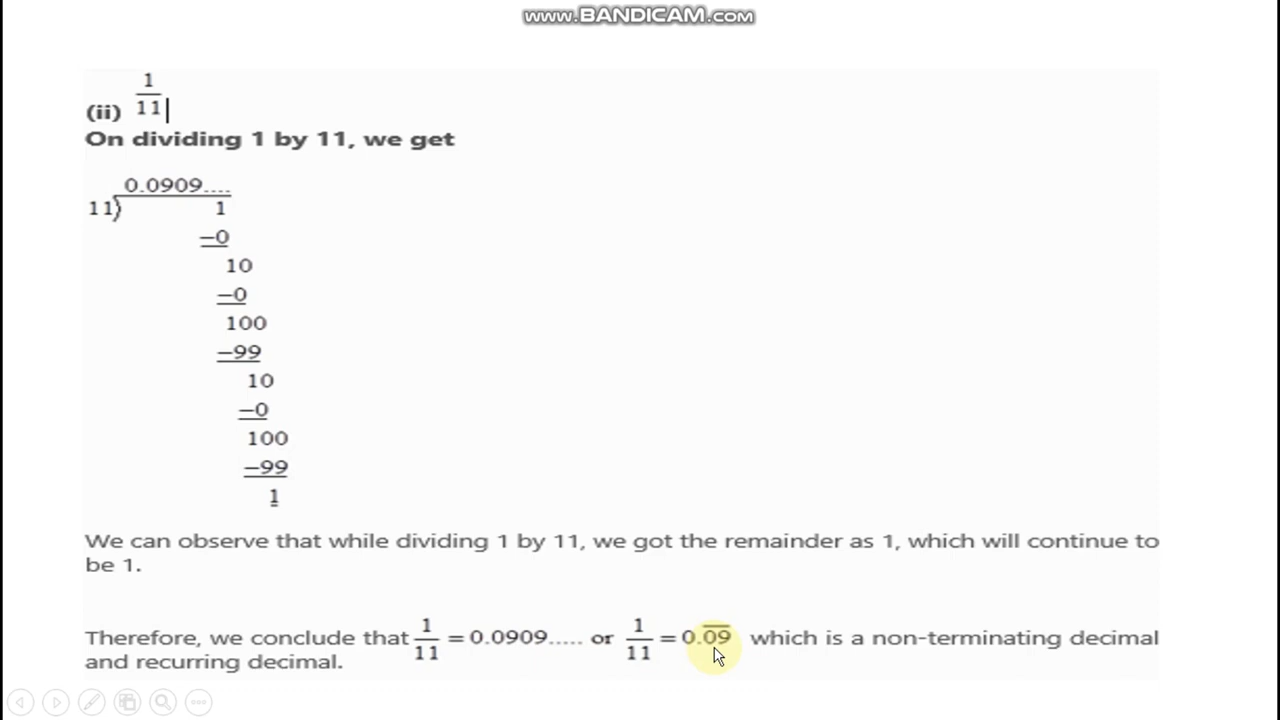 www.BANDICAM.com
(ii) 1/11
On dividing 1 by 11, we get
0.0909....
11) 1
−0
10
−0
100
−99
10
−0
100
−99
1
We can observe that while dividing 1 by 11, we got the remainder as 1, which will continue to
be 1.
Therefore, we conclude that 1/11 = 0.0909..... or 1/11 = 0.0̅9̅ which is a non-terminating decimal
and recurring decimal.